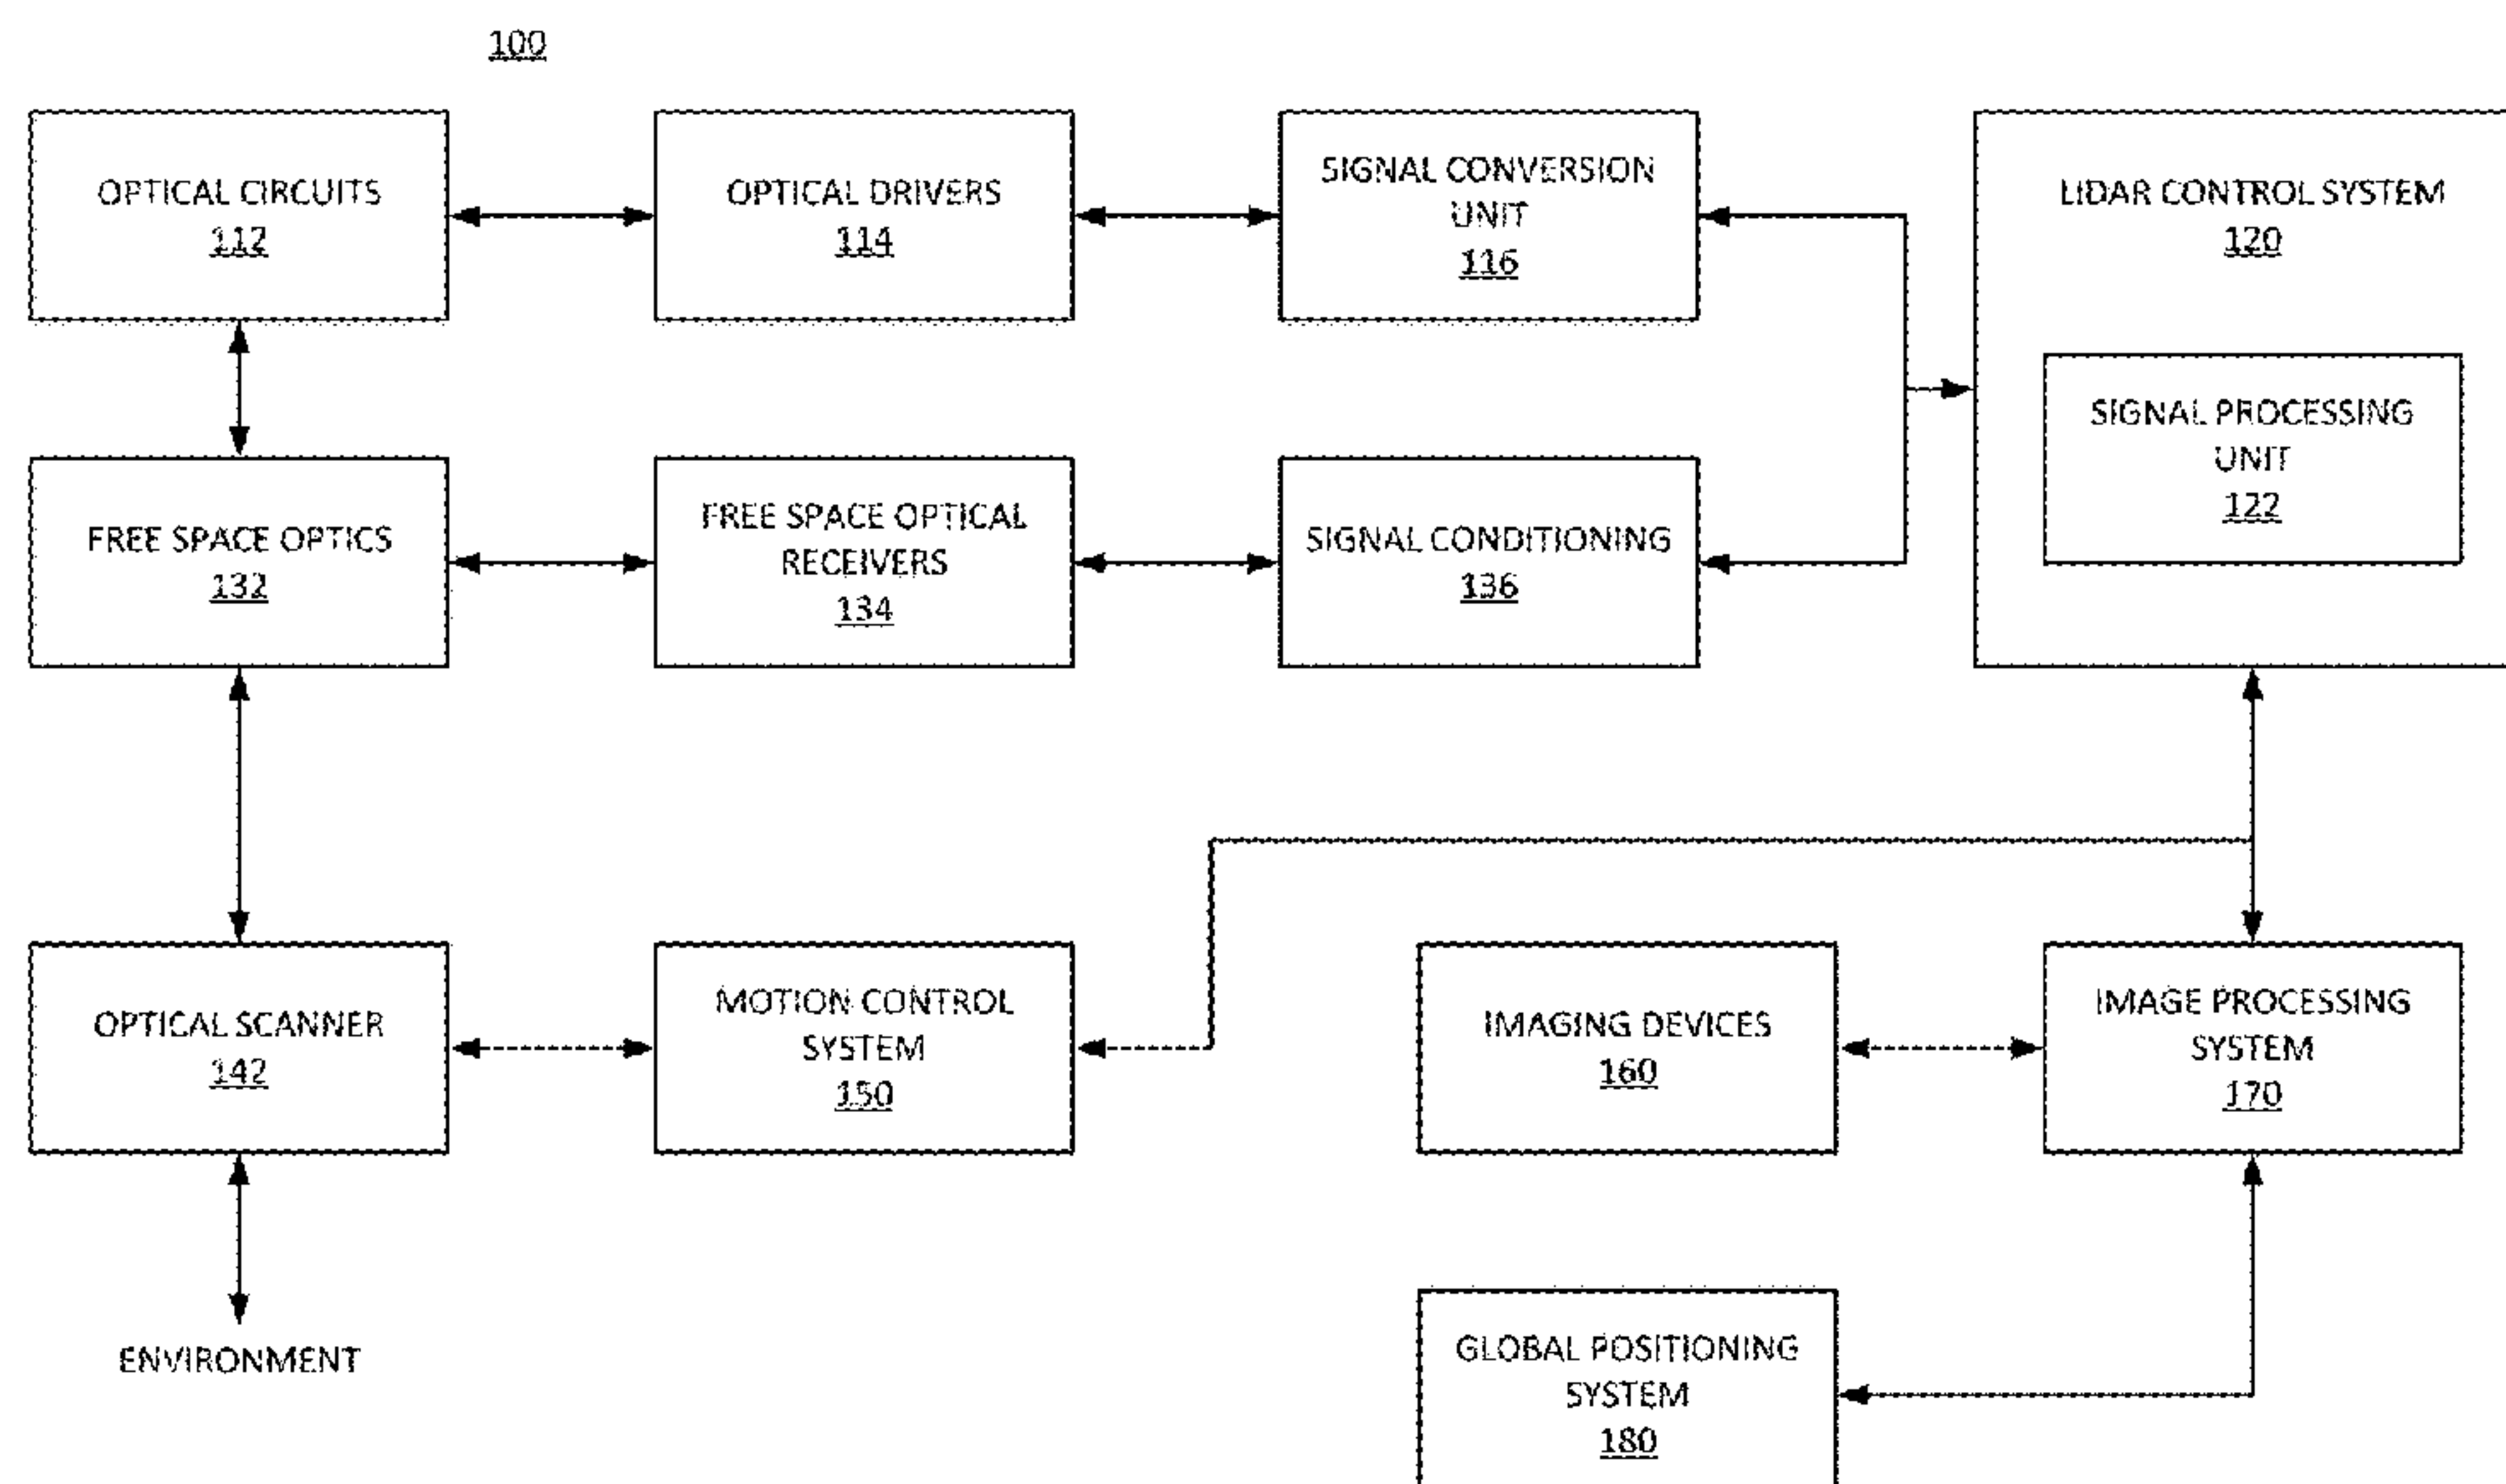 100
OPTICAL CIRCUITS
112
OPTICAL DRIVERS
114
SIGNAL CONVERSION
UNIT
116
LIDAR CONTROL SYSTEM
120
SIGNAL PROCESSING
UNIT
122
FREE SPACE OPTICS
132
FREE SPACE OPTICAL
RECEIVERS
134
SIGNAL CONDITIONING
136
OPTICAL SCANNER
142
MOTION CONTROL
SYSTEM
150
IMAGING DEVICES
160
IMAGE PROCESSING
SYSTEM
170
ENVIRONMENT
GLOBAL POSITIONING
SYSTEM
180